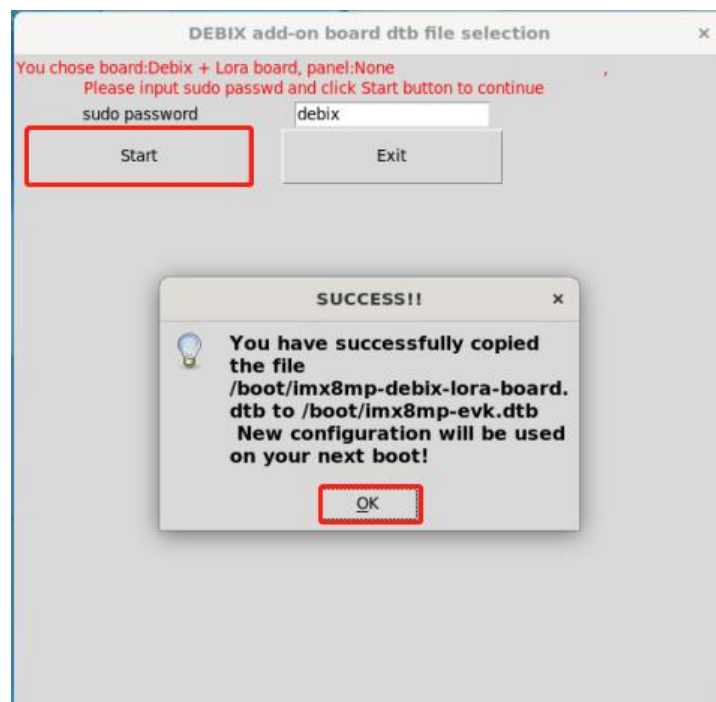 DEBIX add-on board dtb file selection ×
You chose board:Debix + Lora board, panel:None ,
Please input sudo passwd and click Start button to continue
sudo password debix
Start Exit
SUCCESS!! ×
You have successfully copied
the file
/boot/imx8mp-debix-lora-board.
dtb to /boot/imx8mp-evk.dtb
New configuration will be used
on your next boot!
OK